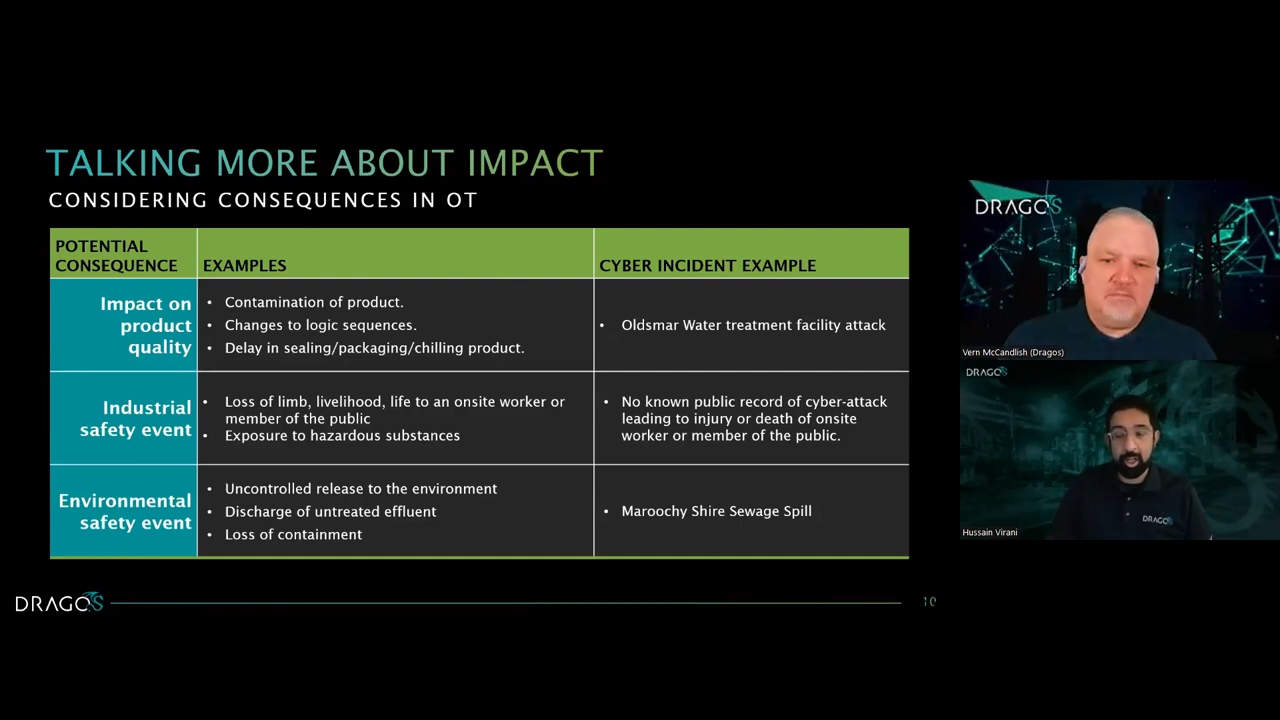 TALKING MORE ABOUT IMPACT
CONSIDERING CONSEQUENCES IN OT
POTENTIAL
CONSEQUENCE
EXAMPLES
CYBER INCIDENT EXAMPLE
Impact on
product
quality
• Contamination of product.
• Changes to logic sequences.
• Delay in sealing/packaging/chilling product.
• Oldsmar Water treatment facility attack
Industrial
safety event
• Loss of limb, livelihood, life to an onsite worker or
member of the public
• Exposure to hazardous substances
• No known public record of cyber-attack
leading to injury or death of onsite
worker or member of the public.
Environmental
safety event
• Uncontrolled release to the environment
• Discharge of untreated effluent
• Loss of containment
• Maroochy Shire Sewage Spill
DRAGOS
10
DRAGOS
Vern McCandlish (Dragos)
DRAGOS
DRAGOS
Hussain Virani